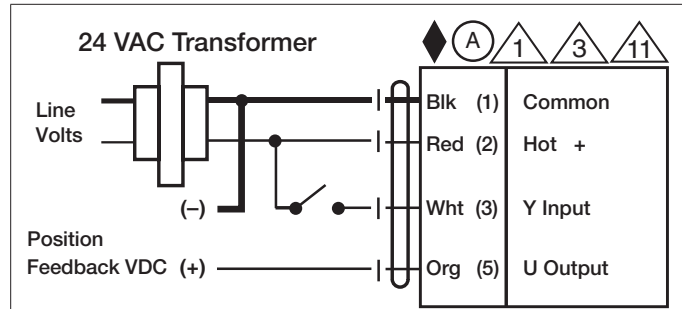 24 VAC Transformer
A 1 3 11
Line
Volts
Blk (1) Common
Red (2) Hot +
(–)
Wht (3) Y Input
Position
Feedback VDC (+)
Org (5) U Output